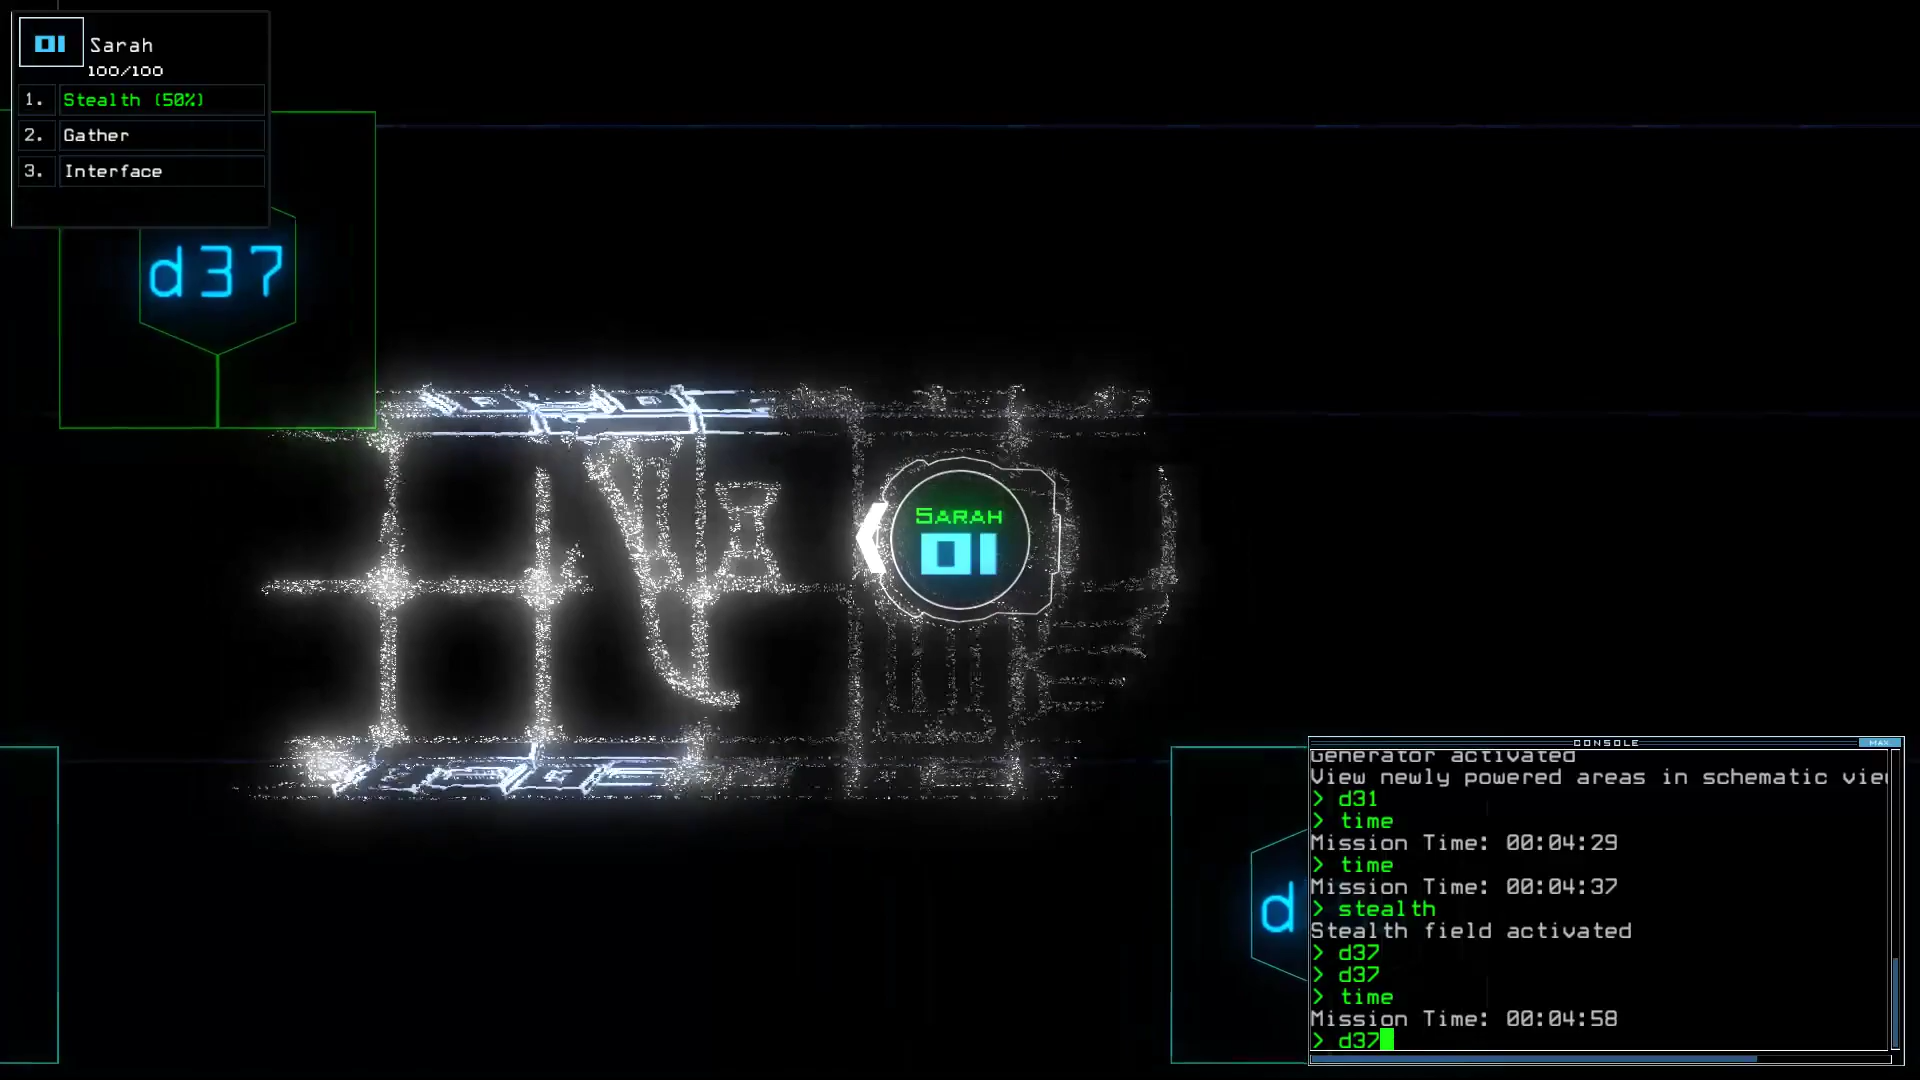 01
Sarah
100/100
1. Stealth (50%)
2. Gather
3. Interface
d37
SARAH
01
d
CONSOLE
MAX
Generator activated
View newly powered areas in schematic vie
> d31
> time
Mission Time: 00:04:29
> time
Mission Time: 00:04:37
> stealth
Stealth field activated
> d37
> d37
> time
Mission Time: 00:04:58
> d37